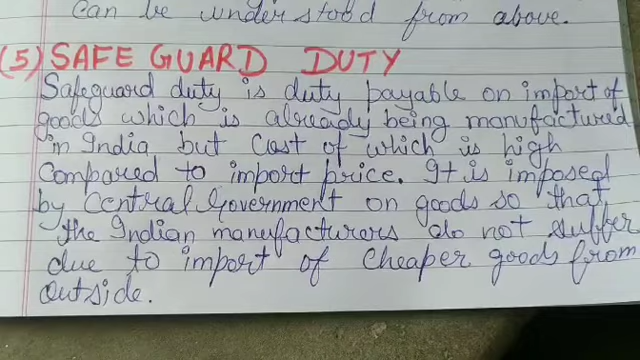 can be understood from above.
(5) SAFE GUARD DUTY
Safeguard duty is duty payable on import of
goods which is already being manufactured
in India but cost of which is high
compared to import price. It is imposed
by Central Government on goods so that
the Indian manufacturers do not suffer
due to import of cheaper goods from
outside.